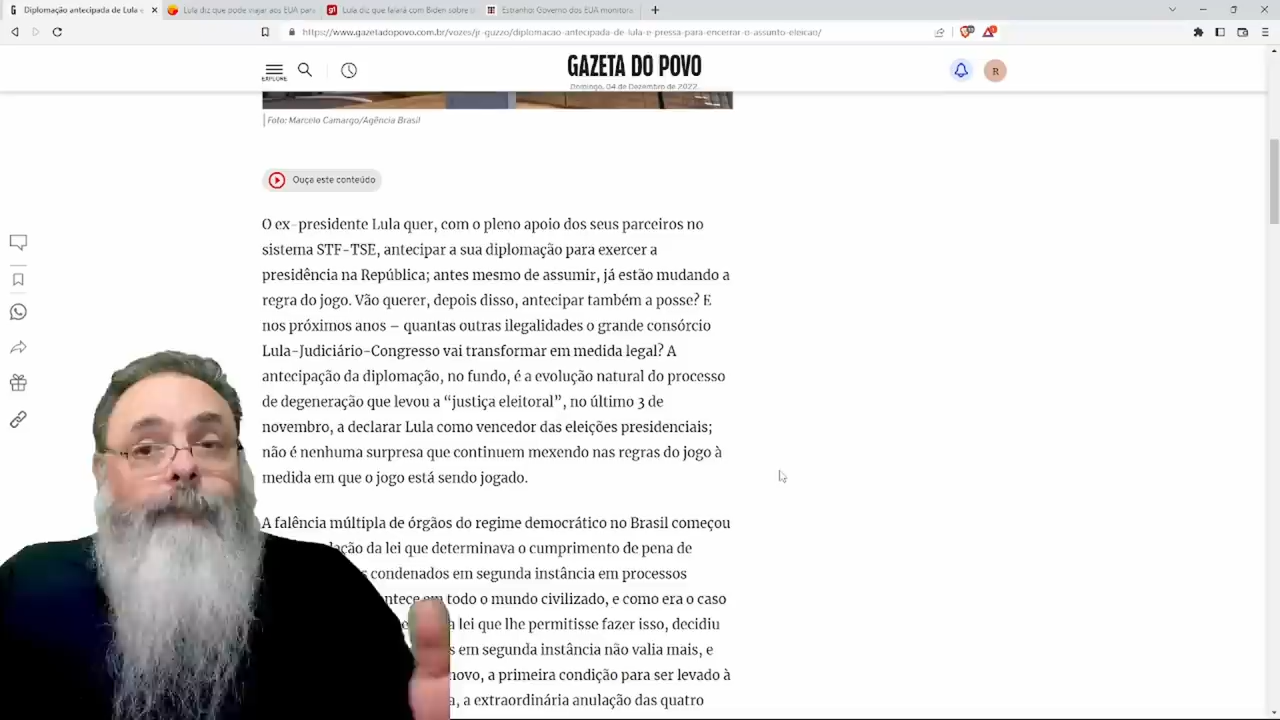 Diplomação antecipada de Lula e
Lula diz que pode viajar aos EUA para
Lula diz que falará com Biden sobre
Estranho! Governo dos EUA monitora
https://www.gazetadopovo.com.br/vozes/jr-guzzo/diplomacao-antecipada-de-lula-e-pressa-para-encerrar-o-assunto-eleicao/
EXPLORE
GAZETA DO POVO
Domingo, 04 de Dezembro de 2022.
R
Foto: Marcelo Camargo/Agência Brasil
Ouça este conteúdo
O ex-presidente Lula quer, com o pleno apoio dos seus parceiros no
sistema STF-TSE, antecipar a sua diplomação para exercer a
presidência na República; antes mesmo de assumir, já estão mudando a
regra do jogo. Vão querer, depois disso, antecipar também a posse? E
nos próximos anos – quantas outras ilegalidades o grande consórcio
Lula-Judiciário-Congresso vai transformar em medida legal? A
antecipação da diplomação, no fundo, é a evolução natural do processo
de degeneração que levou a “justiça eleitoral”, no último 3 de
novembro, a declarar Lula como vencedor das eleições presidenciais;
não é nenhuma surpresa que continuem mexendo nas regras do jogo à
medida em que o jogo está sendo jogado.
A falência múltipla de órgãos do regime democrático no Brasil começou
da lei que determinava o cumprimento de pena de
condenados em segunda instância em processos
em todo o mundo civilizado, e como era o caso
lei que lhe permitisse fazer isso, decidiu
em segunda instância não valia mais, e
a primeira condição para ser levado à
a extraordinária anulação das quatro